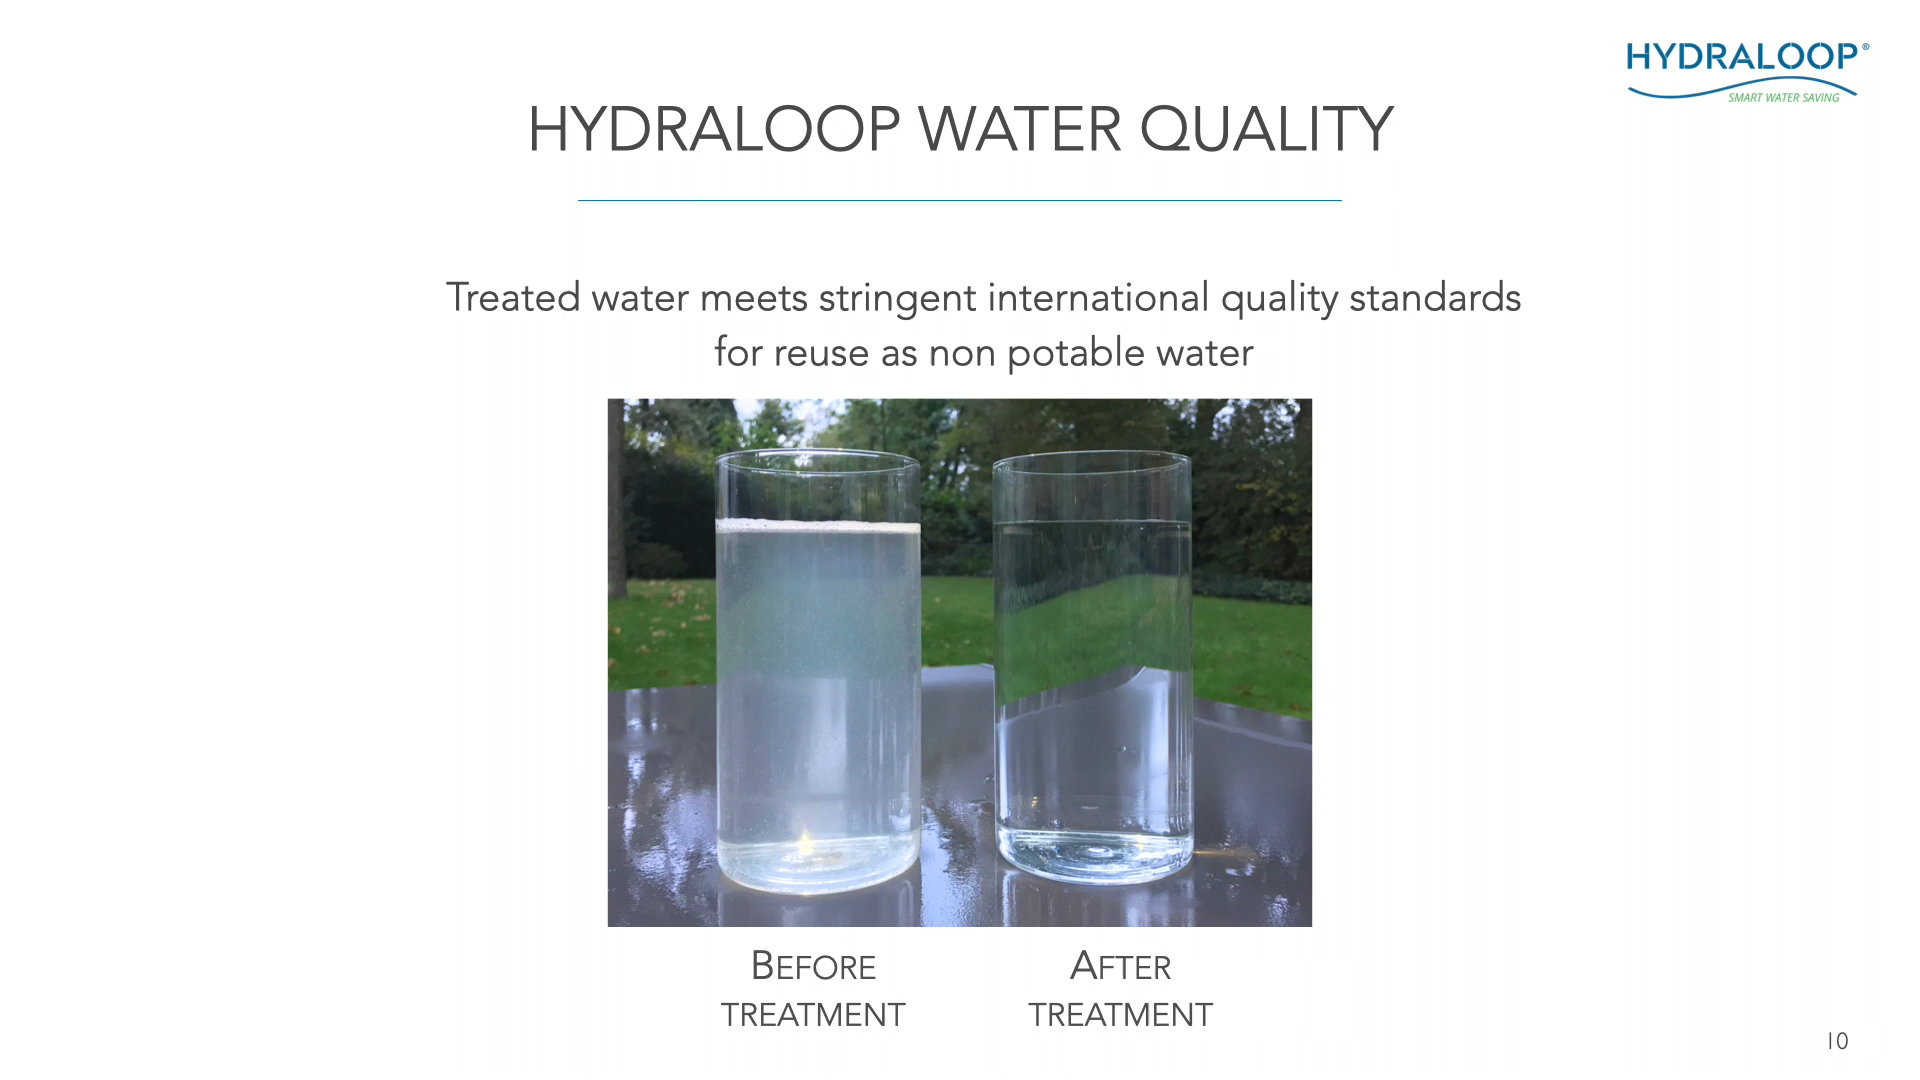 HYDRALOOP®
SMART WATER SAVING
HYDRALOOP WATER QUALITY
Treated water meets stringent international quality standards
for reuse as non potable water
BEFORE
TREATMENT
AFTER
TREATMENT
10